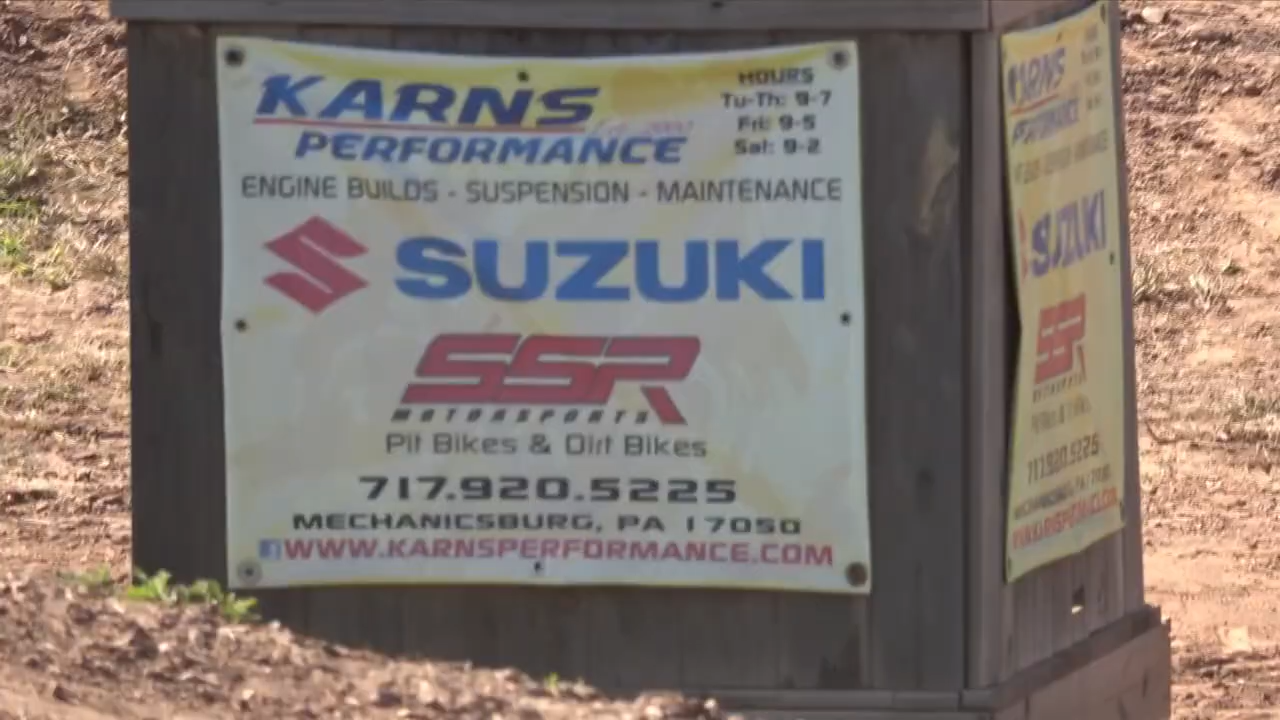 KARNS
Est. 2000
PERFORMANCE
HOURS
Tu-Th: 9-7
Fri: 9-5
Sat: 9-2
ENGINE BUILDS - SUSPENSION - MAINTENANCE
SUZUKI
SSR
MOTORSPORTS
Pit Bikes & Dirt Bikes
717.920.5225
MECHANICSBURG, PA 17050
f WWW.KARNSPERFORMANCE.COM
KARNS
PERFORMANCE
SUZUKI
SSR
717.920.5225